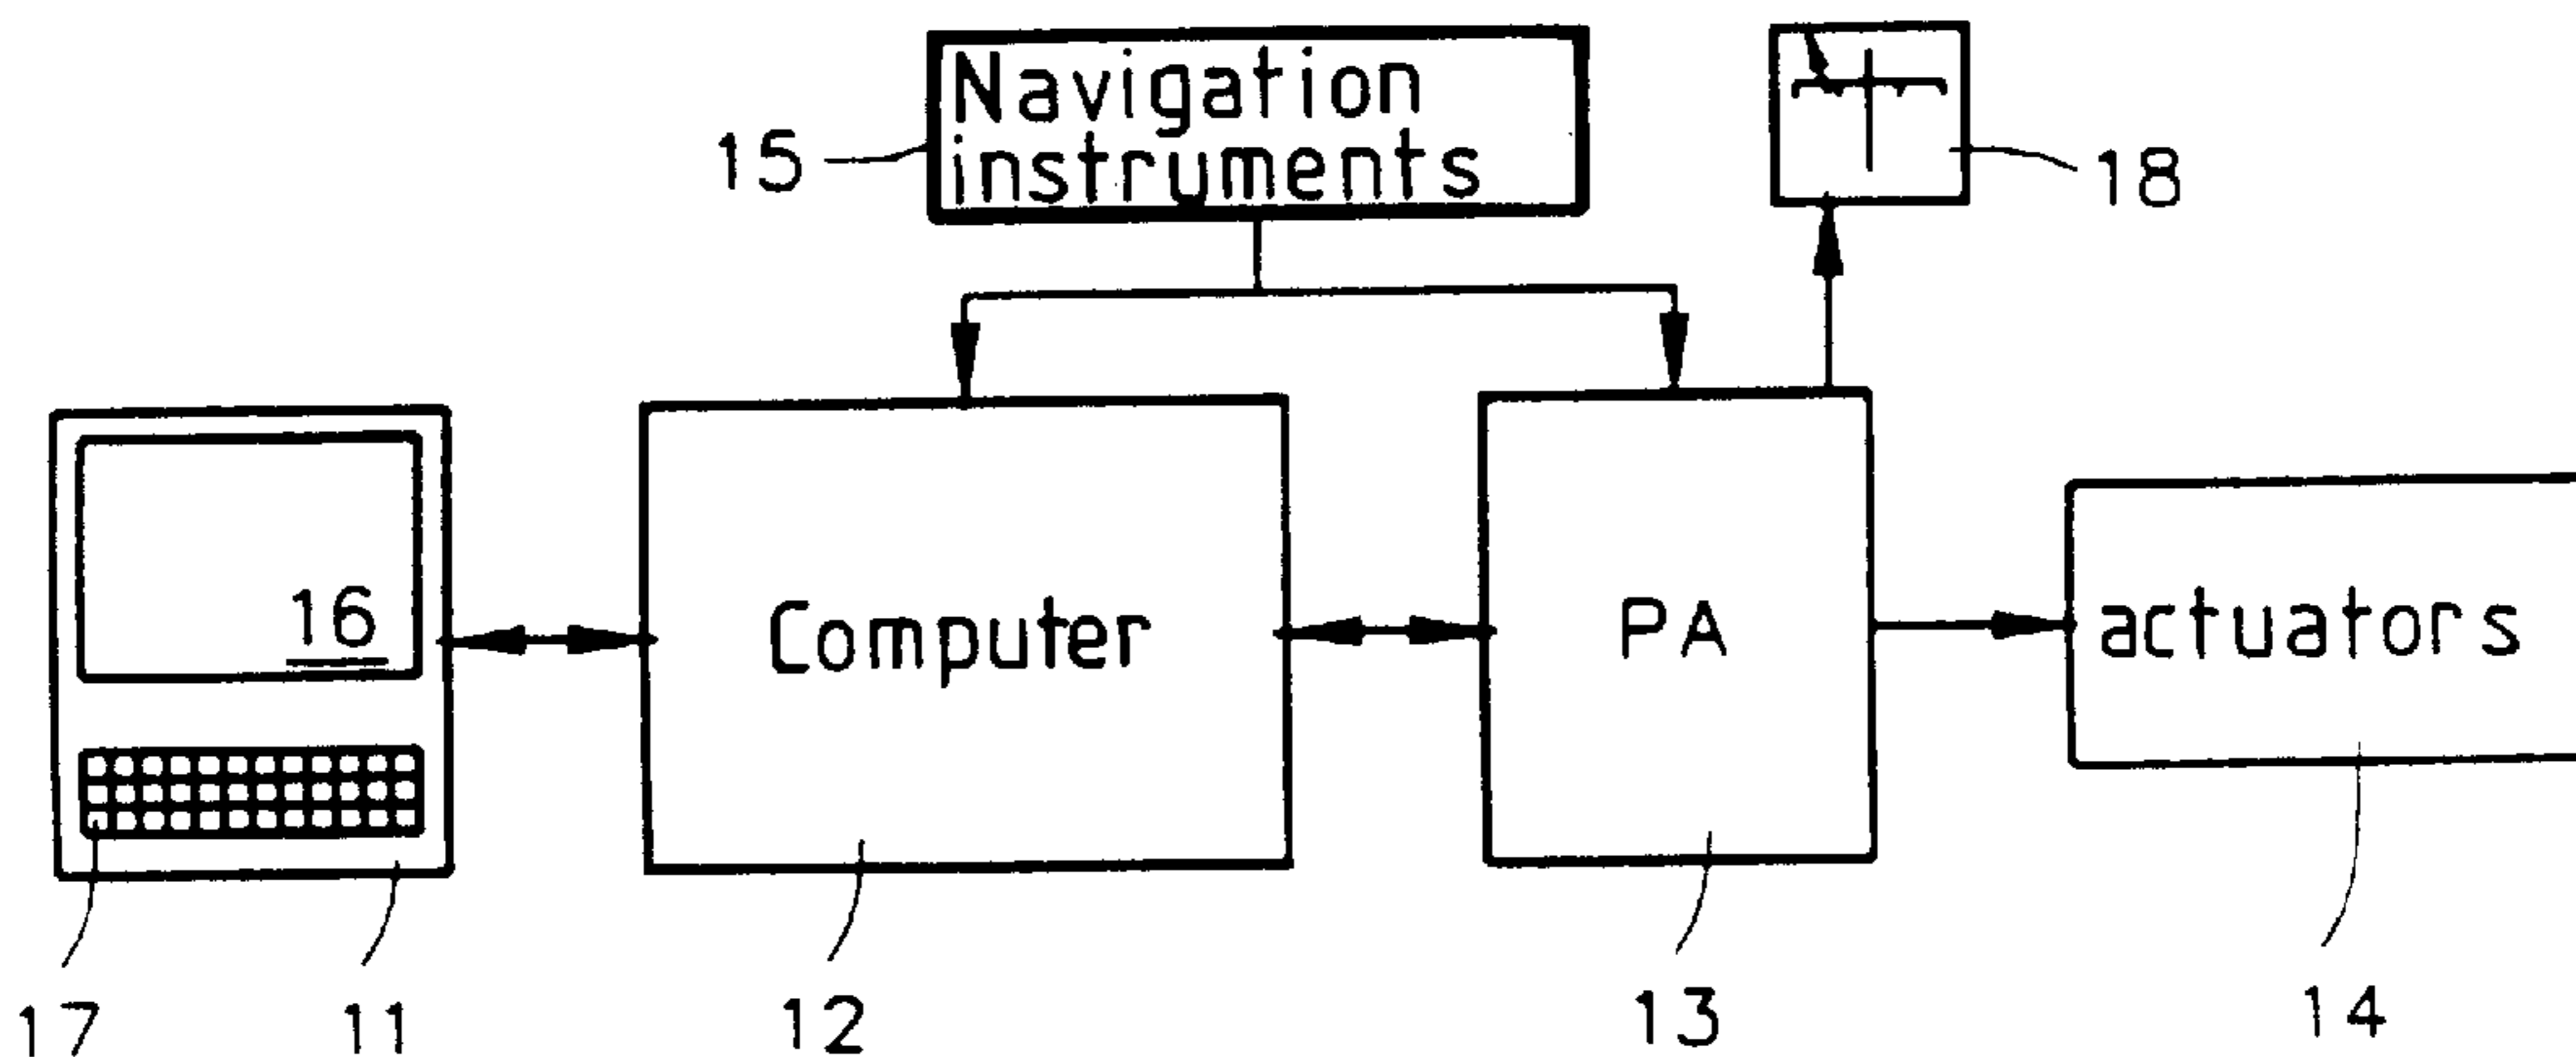 Navigation
instruments
15
18
16
Computer
PA
actuators
17
11
12
13
14